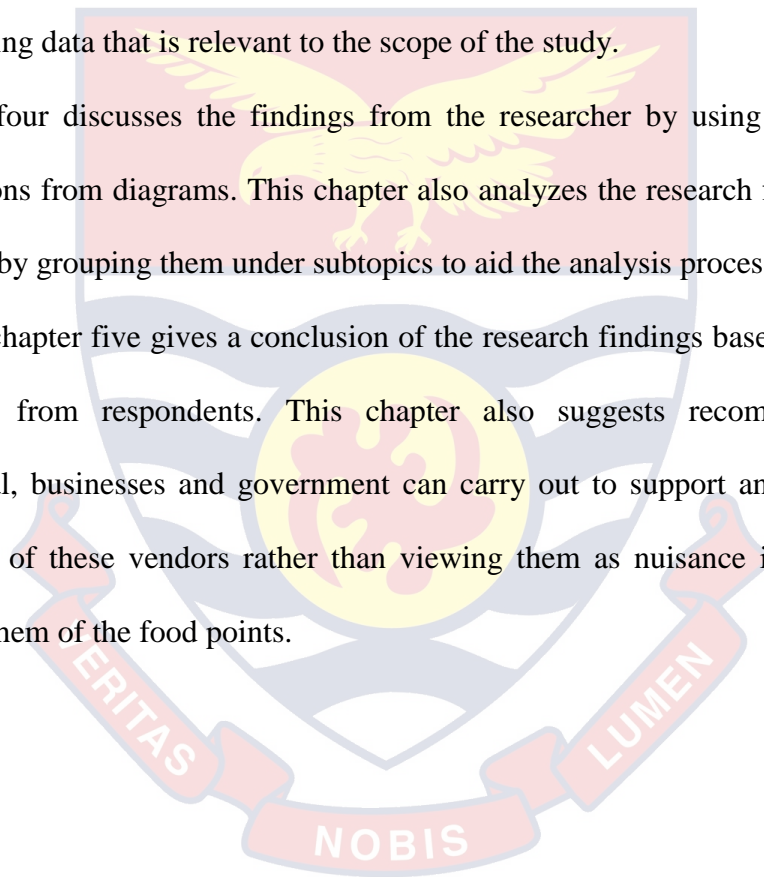 ing data that is relevant to the scope of the study.
four discusses the findings from the researcher by using
ons from diagrams. This chapter also analyzes the research
by grouping them under subtopics to aid the analysis proces
chapter five gives a conclusion of the research findings base
from respondents. This chapter also suggests recom
l, businesses and government can carry out to support an
of these vendors rather than viewing them as nuisance i
hem of the food points.
VERITAS
NOBIS
LUMEN